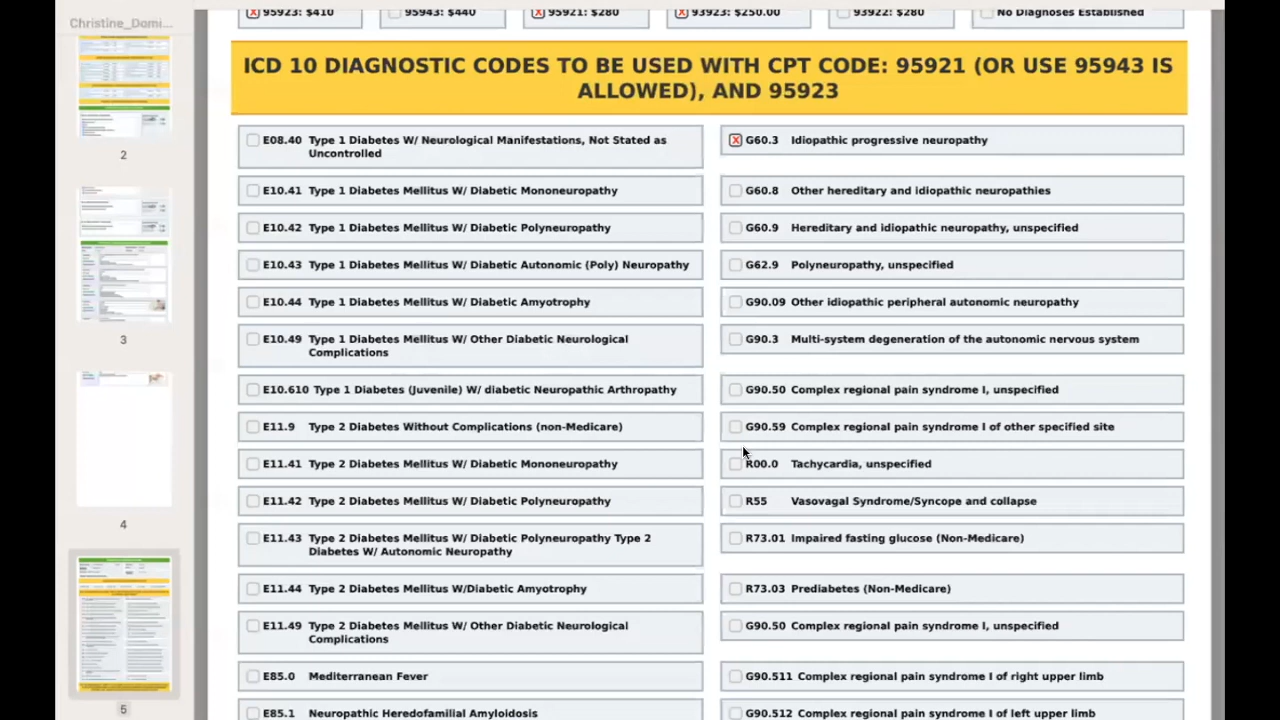 Christine_Domi...
2
3
4
5
95923: $410
95943: $440
95921: $280
93923: $250.00
93922: $280
No Diagnoses Established
ICD 10 DIAGNOSTIC CODES TO BE USED WITH CPT CODE: 95921 (OR USE 95943 IS
ALLOWED), AND 95923
E08.40 Type 1 Diabetes W/ Neurological Manifestations, Not Stated as
Uncontrolled
E10.41 Type 1 Diabetes Mellitus W/ Diabetic Mononeuropathy
E10.42 Type 1 Diabetes Mellitus W/ Diabetic Polyneuropathy
E10.43 Type 1 Diabetes Mellitus W/ Diabetes Autonomic (Poly) Neuropathy
E10.44 Type 1 Diabetes Mellitus W/ Diabetic Amyotrophy
E10.49 Type 1 Diabetes Mellitus W/ Other Diabetic Neurological
Complications
E10.610 Type 1 Diabetes (Juvenile) W/ diabetic Neuropathic Arthropathy
E11.9 Type 2 Diabetes Without Complications (non-Medicare)
E11.41 Type 2 Diabetes Mellitus W/ Diabetic Mononeuropathy
E11.42 Type 2 Diabetes Mellitus W/ Diabetic Polyneuropathy
E11.43 Type 2 Diabetes Mellitus W/ Diabetic Polyneuropathy Type 2
Diabetes W/ Autonomic Neuropathy
E11.44 Type 2 Diabetes Mellitus W/Diabetic Amyotrophy
E11.49 Type 2 Diabetes Mellitus W/ Other Diabetic Neurological
Complications
E85.0 Mediterranean Fever
E85.1 Neuropathic Heredofamilial Amyloidosis
G60.3 Idiopathic progressive neuropathy
G60.8 Other hereditary and idiopathic neuropathies
G60.9 Hereditary and idiopathic neuropathy, unspecified
G62.9 Polyneuropathy, unspecified
G90.09 Other idiopathic peripheral autonomic neuropathy
G90.3 Multi-system degeneration of the autonomic nervous system
G90.50 Complex regional pain syndrome I, unspecified
G90.59 Complex regional pain syndrome I of other specified site
R00.0 Tachycardia, unspecified
R55 Vasovagal Syndrome/Syncope and collapse
R73.01 Impaired fasting glucose (Non-Medicare)
R73.03 Prediabetes (Non-Medicare)
G90.50 Complex regional pain syndrome I, unspecified
G90.511 Complex regional pain syndrome I of right upper limb
G90.512 Complex regional pain syndrome I of left upper limb